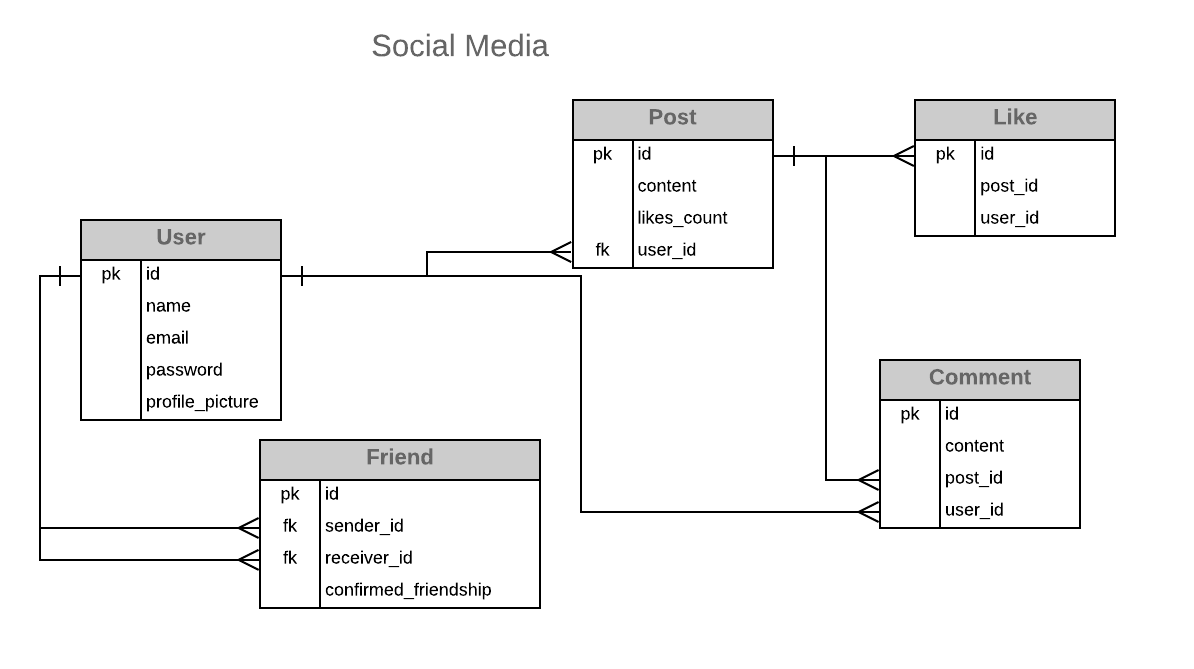 Social Media
Post
pk id
content
likes_count
fk user_id
Like
pk id
post_id
user_id
User
pk id
name
email
password
profile_picture
Comment
pk id
content
post_id
user_id
Friend
pk id
fk sender_id
fk receiver_id
confirmed_friendship